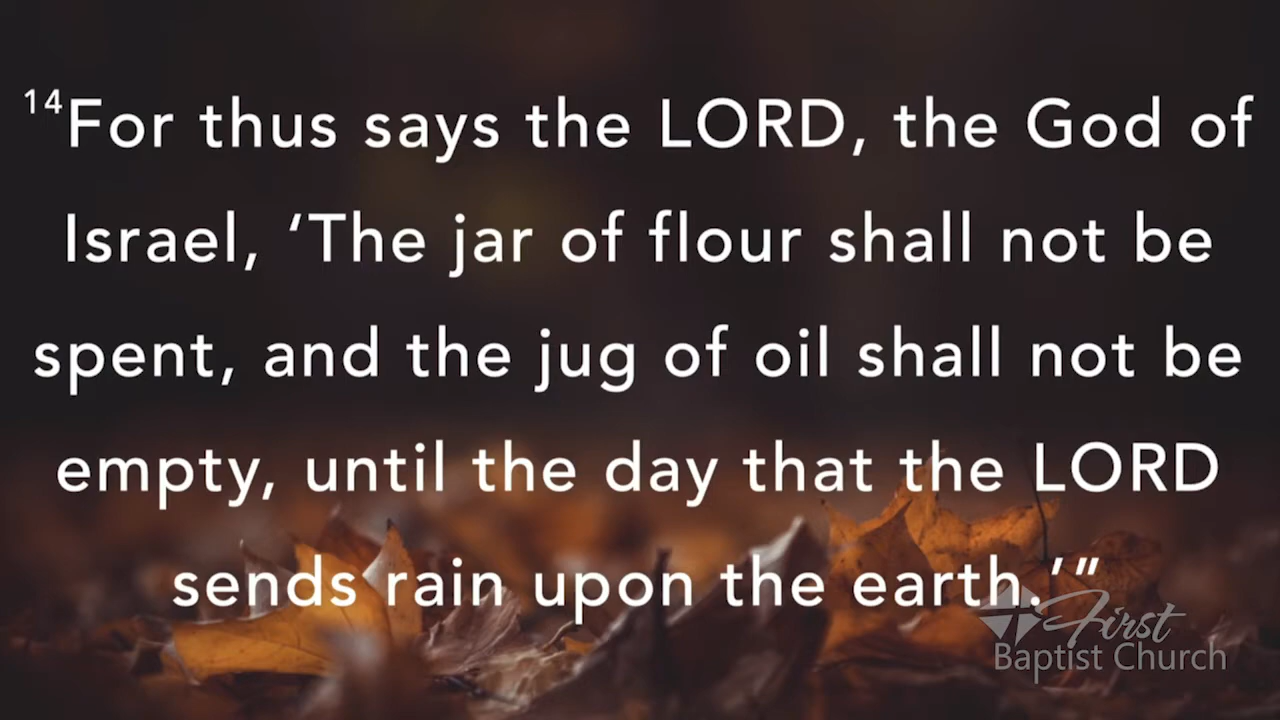 ¹⁴For thus says the LORD, the God of
Israel, ‘The jar of flour shall not be
spent, and the jug of oil shall not be
empty, until the day that the LORD
sends rain upon the earth.’”
First
Baptist Church